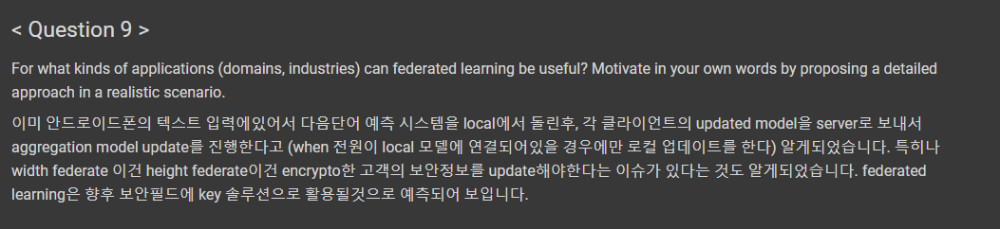 < Question 9 >
For what kinds of applications (domains, industries) can federated learning be useful? Motivate in your own words by proposing a detailed
approach in a realistic scenario.
이미 안드로이드폰의 텍스트 입력에있어서 다음단어 예측 시스템을 local에서 돌린후, 각 클라이언트의 updated model을 server로 보내서
aggregation model update를 진행한다고 (when 전원이 local 모델에 연결되어있을 경우에만 로컬 업데이트를 한다) 알게되었습니다. 특히나
width federate 이건 height federate이건 encrypto한 고객의 보안정보를 update해야한다는 이슈가 있다는 것도 알게되었습니다. federated
learning은 향후 보안필드에 key 솔루션으로 활용될것으로 예측되어 보입니다.